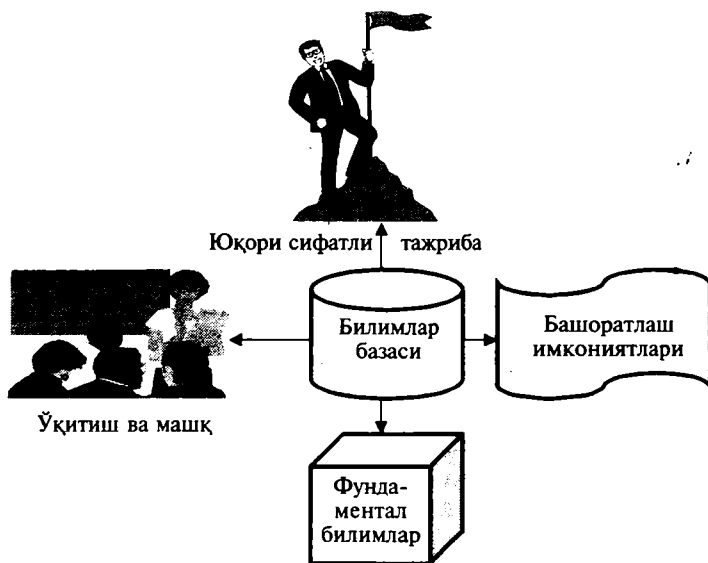 Юқори сифатли тажриба
Билимлар
базаси
Башоратлаш
имкониятлари
Ўқитиш ва машқ
Фунда-
ментал
билимлар